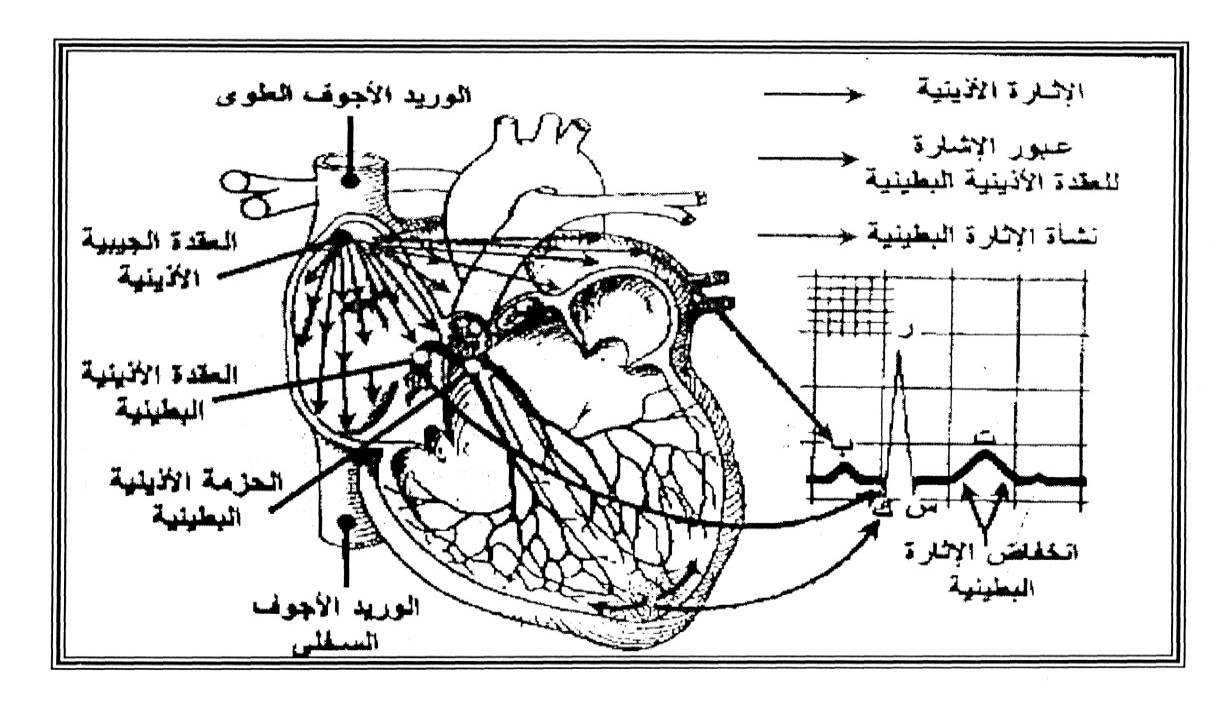 الإثارة الأذينية
عبور الإشارة
للعقدة الأذينية البطينية
نشأة الإثارة البطينية
الوريد الأجوف العلوى
العقدة الجيبية
الأذينية
العقدة الأذينية
البطينية
الحزمة الأذينية
البطينية
الوريد الأجوف
السفلى
ر
ب
ت
ك
س
انخفاض الإثارة
البطينية